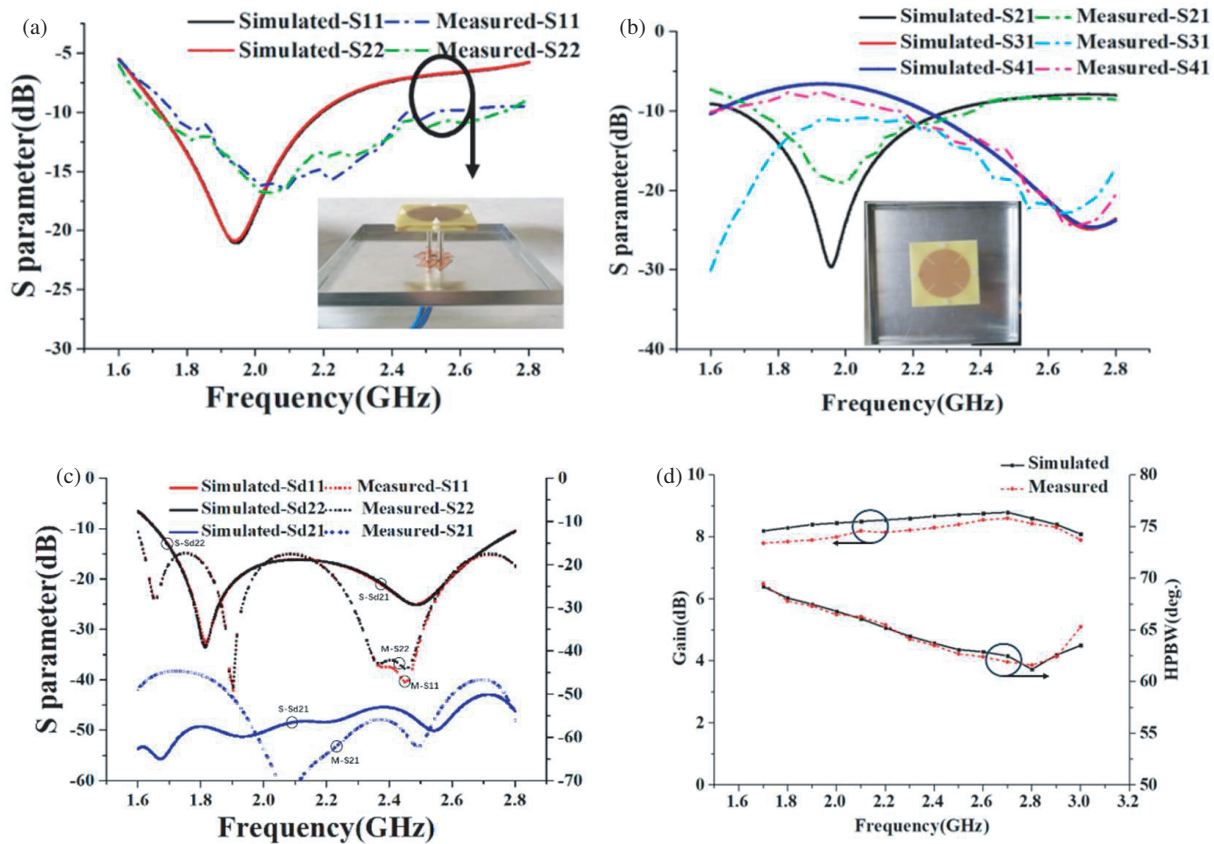 (a)
Simulated-S11 Measured-S11
Simulated-S22 Measured-S22
S parameter(dB)
-5
-10
-15
-20
-25
-30
1.6 1.8 2.0 2.2 2.4 2.6 2.8
Frequency(GHz)
(b)
Simulated-S21 Measured-S21
Simulated-S31 Measured-S31
Simulated-S41 Measured-S41
S parameter(dB)
0
-10
-20
-30
-40
1.6 1.8 2.0 2.2 2.4 2.6 2.8
Frequency(GHz)
(c)
Simulated-Sd11 Measured-S11
Simulated-Sd22 Measured-S22
Simulated-Sd21 Measured-S21
S parameter(dB)
0
-10
-20
-30
-40
-50
-60
0
-10
-20
-30
-40
-50
-60
-70
S-Sd22
S-Sd21
M-S22
M-S11
S-Sd21
M-S21
1.6 1.8 2.0 2.2 2.4 2.6 2.8
Frequency(GHz)
(d)
Simulated
Measured
Gain(dB)
10
8
6
4
2
0
HPBW(deg.)
80
75
70
65
60
55
50
1.6 1.8 2.0 2.2 2.4 2.6 2.8 3.0 3.2
Frequency(GHz)